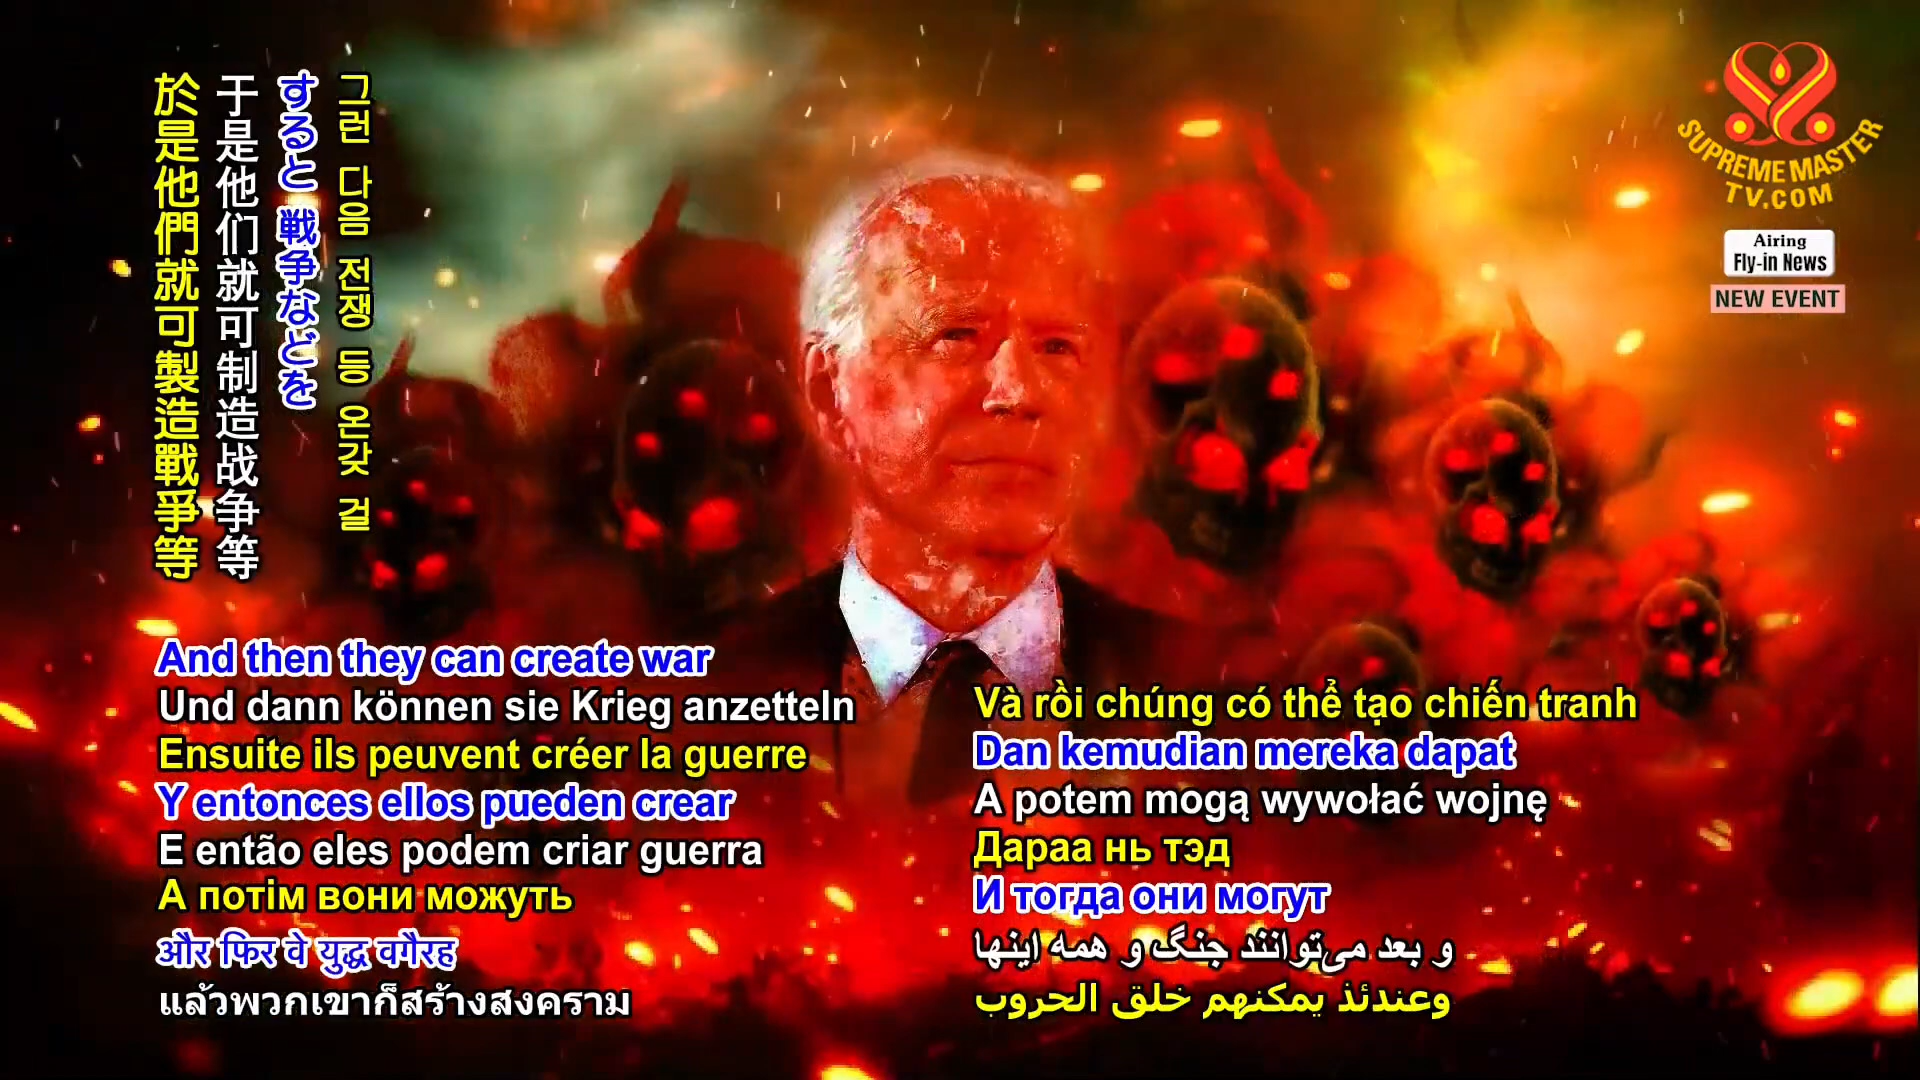 於是他們就可製造戰爭等
于是他们就可制造战争等
すると 戦争などを
그런 다음 전쟁 등 온갖 걸
SUPREME MASTER
TV.COM
Airing
Fly-in News
NEW EVENT
And then they can create war
Und dann können sie Krieg anzetteln
Ensuite ils peuvent créer la guerre
Y entonces ellos pueden crear
E então eles podem criar guerra
А потім вони можуть
और फिर वे युद्ध वगैरह
แล้วพวกเขาก็สร้างสงคราม
Và rồi chúng có thể tạo chiến tranh
Dan kemudian mereka dapat
A potem mogą wywołać wojnę
Дараа нь тэд
И тогда они могут
و بعد می‌توانند جنگ و همه اینها
وعندئذ يمكنهم خلق الحروب